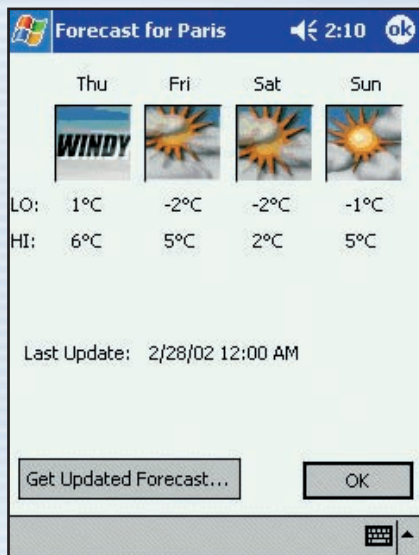 Forecast for Paris 2:10 ok
Thu Fri Sat Sun
WINDY
LO: 1°C -2°C -2°C -1°C
HI: 6°C 5°C 2°C 5°C
Last Update: 2/28/02 12:00 AM
Get Updated Forecast... OK